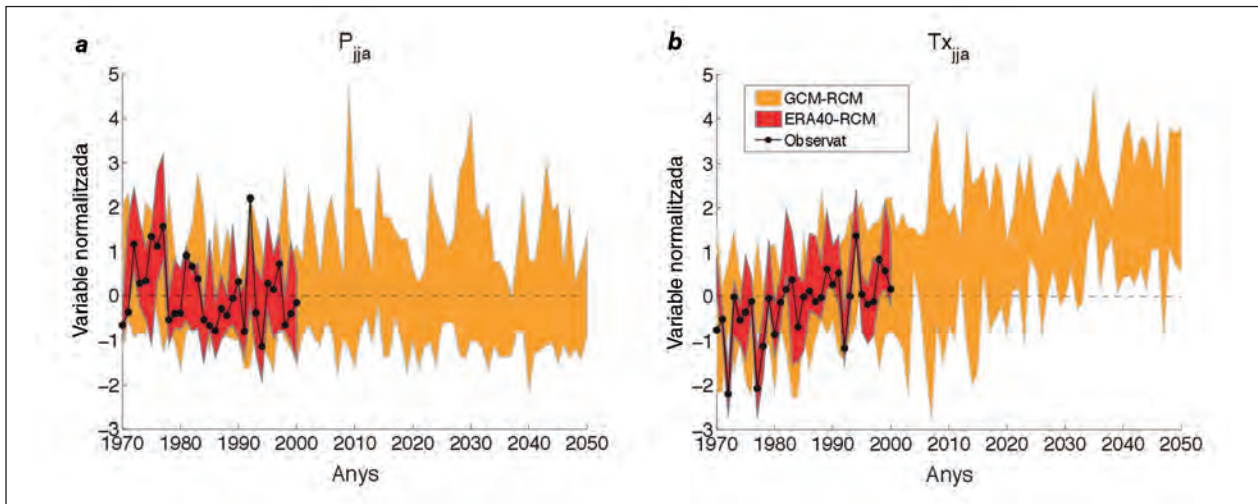 a
P jja
5
4
3
2
1
0
−1
−2
−3
Variable normalitzada
1970 1980 1990 2000 2010 2020 2030 2040 2050
Anys
b
Tx jja
5
4
3
2
1
0
−1
−2
−3
Variable normalitzada
GCM-RCM
ERA40-RCM
Observat
1970 1980 1990 2000 2010 2020 2030 2040 2050
Anys